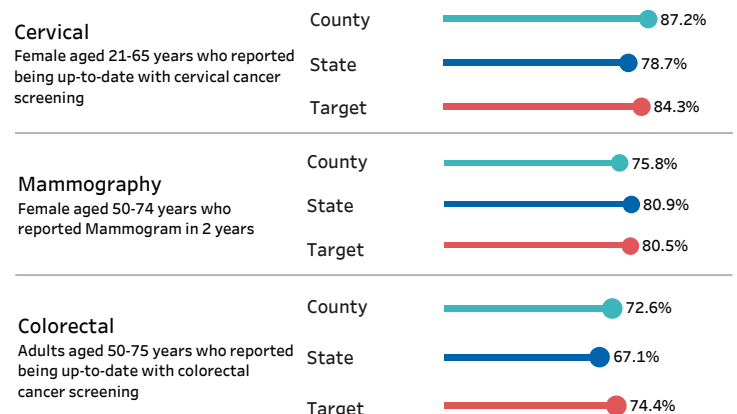 Cervical
Female aged 21-65 years who reported
being up-to-date with cervical cancer
screening
County
87.2%
State
78.7%
Target
84.3%
Mammography
Female aged 50-74 years who
reported Mammogram in 2 years
County
75.8%
State
80.9%
Target
80.5%
Colorectal
Adults aged 50-75 years who reported
being up-to-date with colorectal
cancer screening
County
72.6%
State
67.1%
Target
74.4%